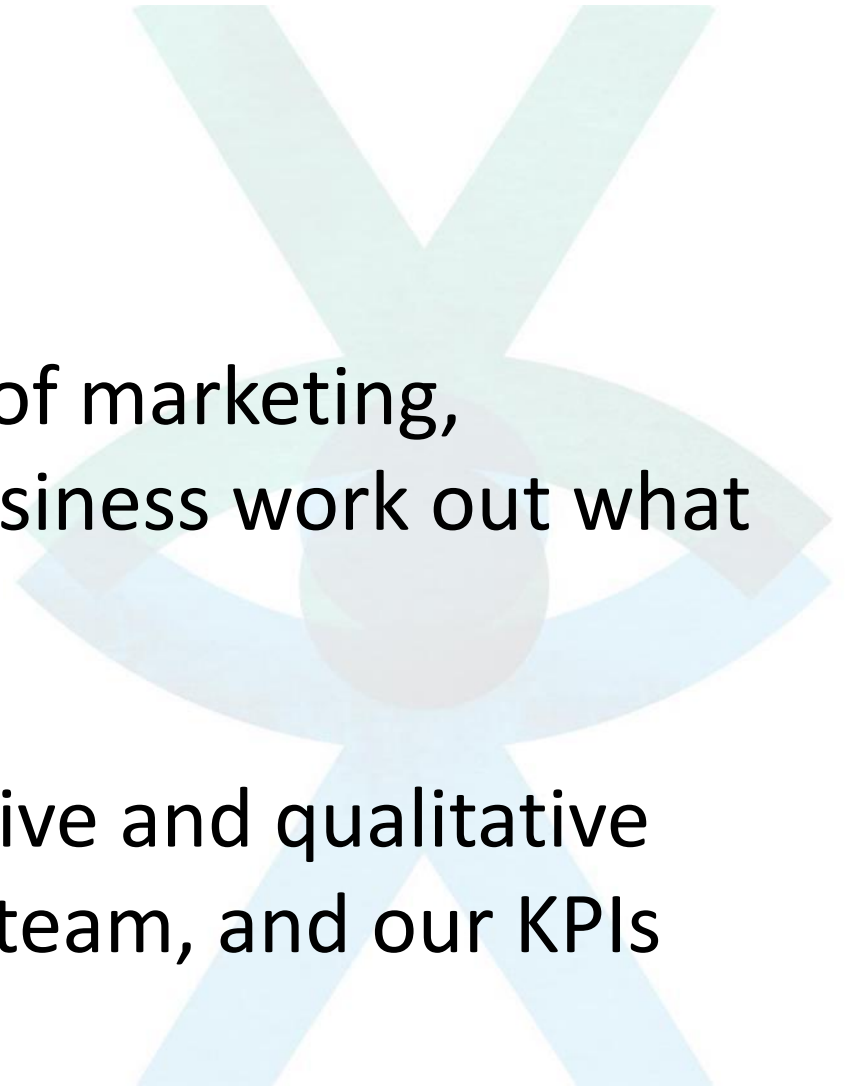 of marketing,
siness work out what
ive and qualitative
team, and our KPIs